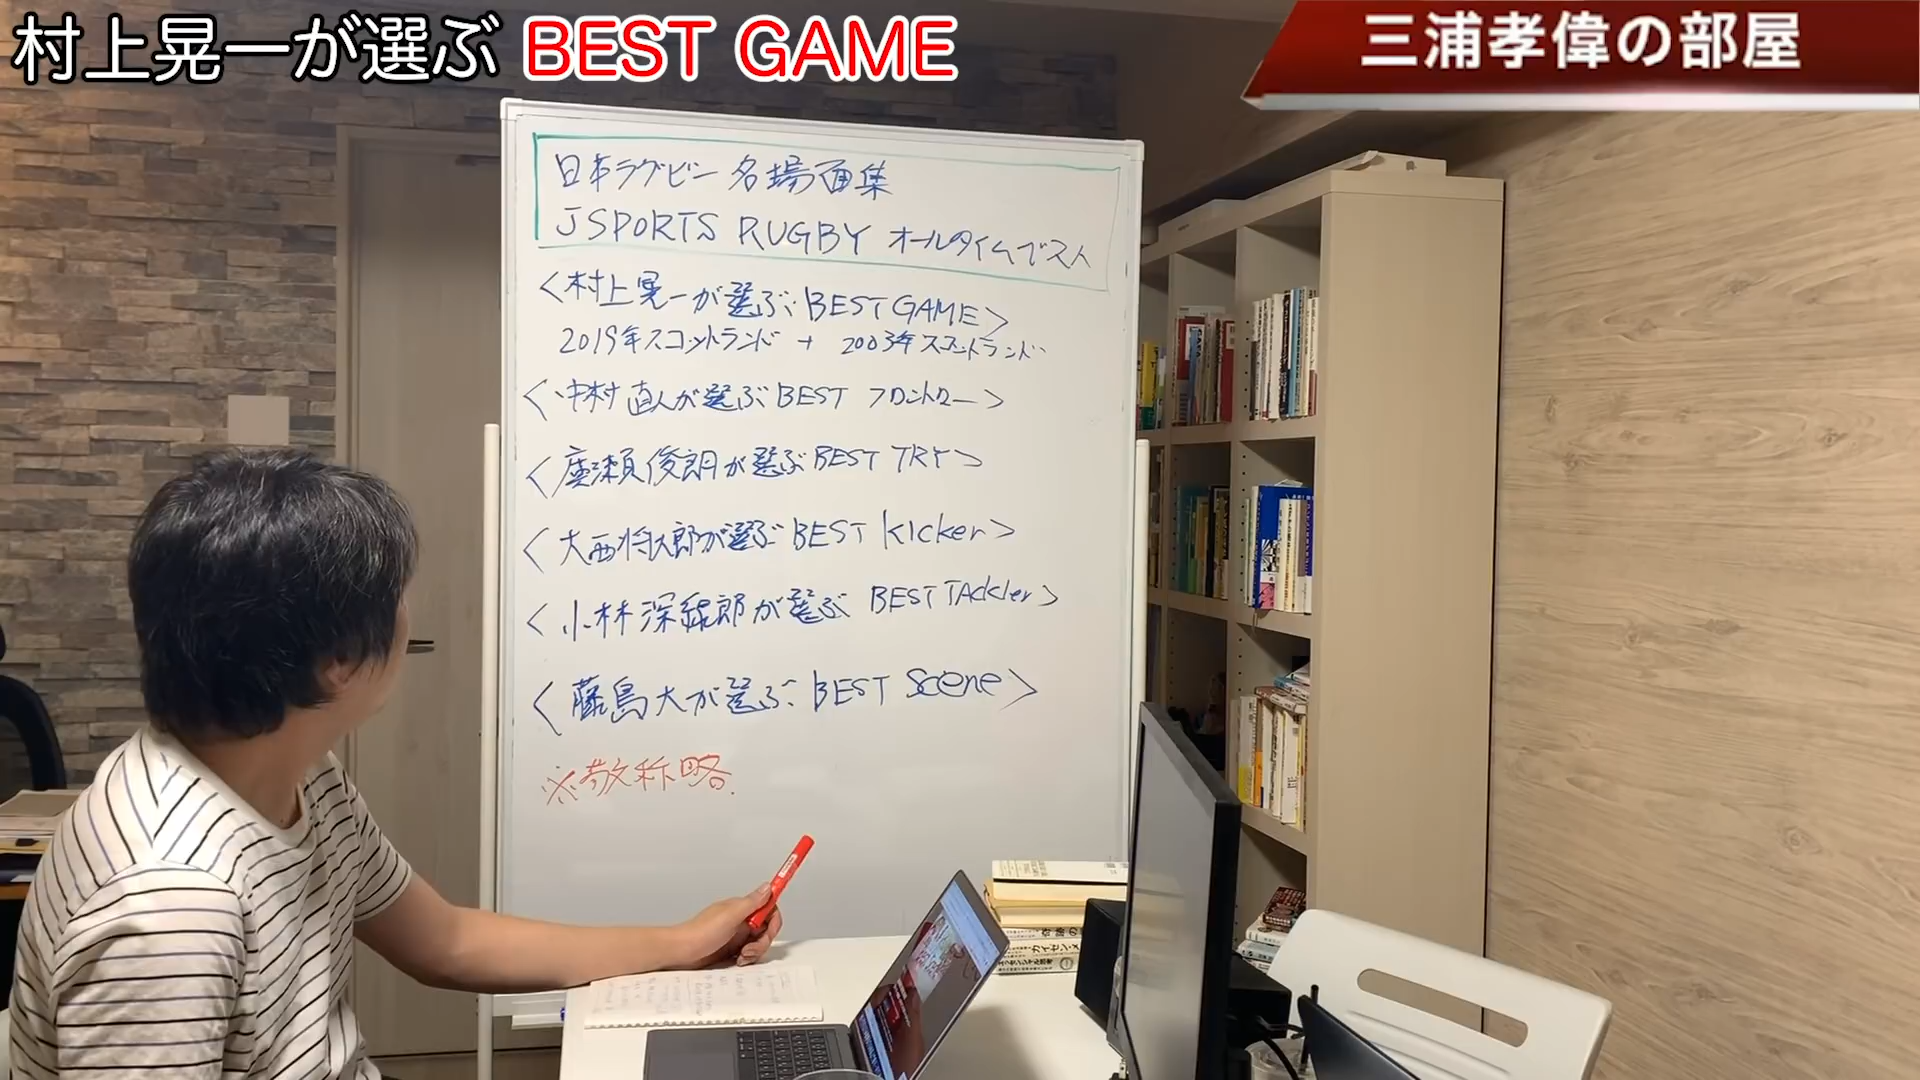 村上晃一が選ぶ BEST GAME
三浦孝偉の部屋
日本ラグビー 名場面集
J SPORTS RUGBY オールタイムベスト
<村上晃一が選ぶ BEST GAME>
2019年スコットランド + 2003年スコットランド
<中村直人が選ぶ BEST フロントロー>
<廣瀬俊朗が選ぶ BEST TRY>
<大西将太郎が選ぶ BEST Kicker>
<小林深緑郎が選ぶ BEST TAckler>
<藤島大が選ぶ BEST Scene>
※敬称略.